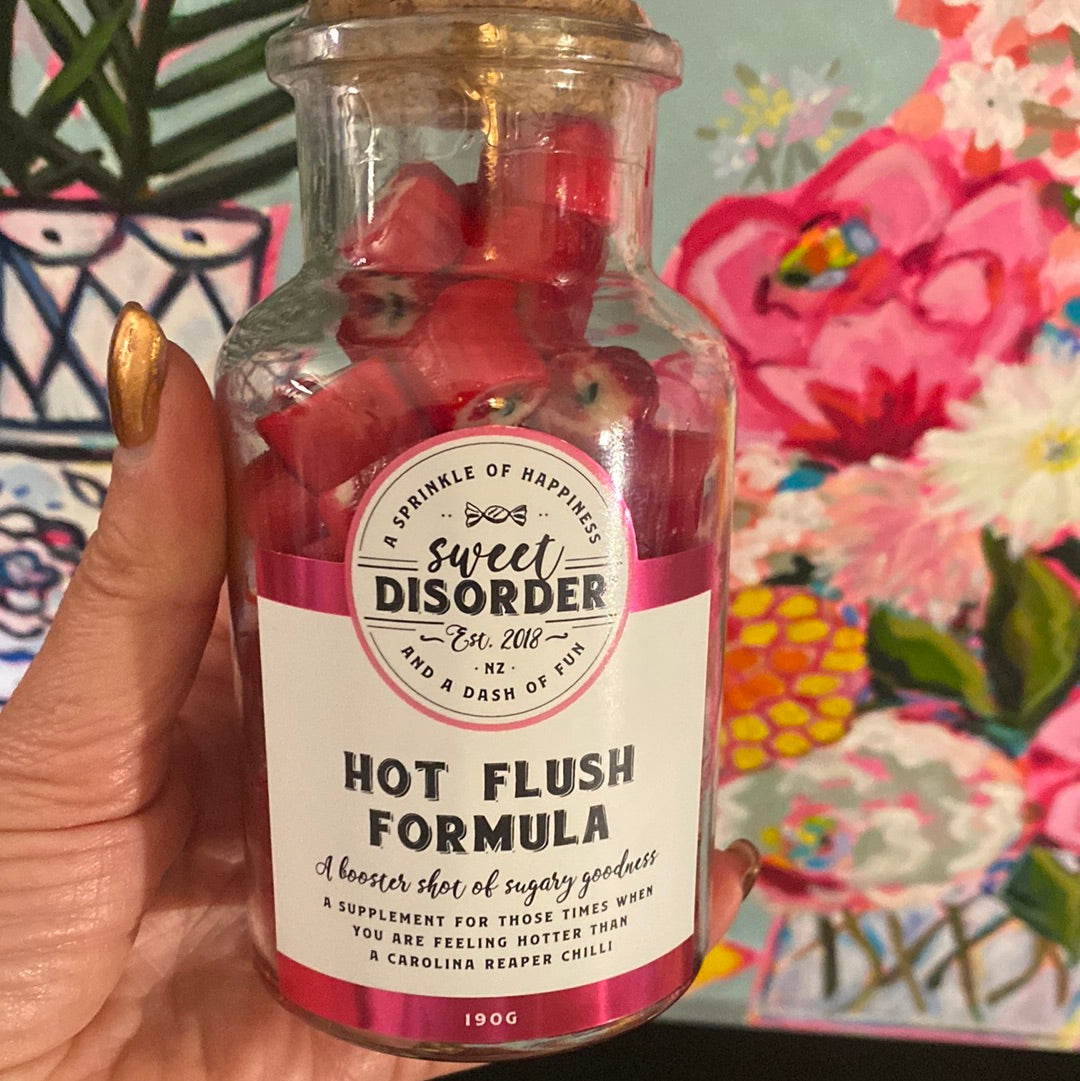 A SPRINKLE OF HAPPINESS
sweet
DISORDER
Est. 2018
· NZ ·
AND A DASH OF FUN
HOT FLUSH
FORMULA
A booster shot of sugary goodness
A SUPPLEMENT FOR THOSE TIMES WHEN
YOU ARE FEELING HOTTER THAN
A CAROLINA REAPER CHILLI
190G